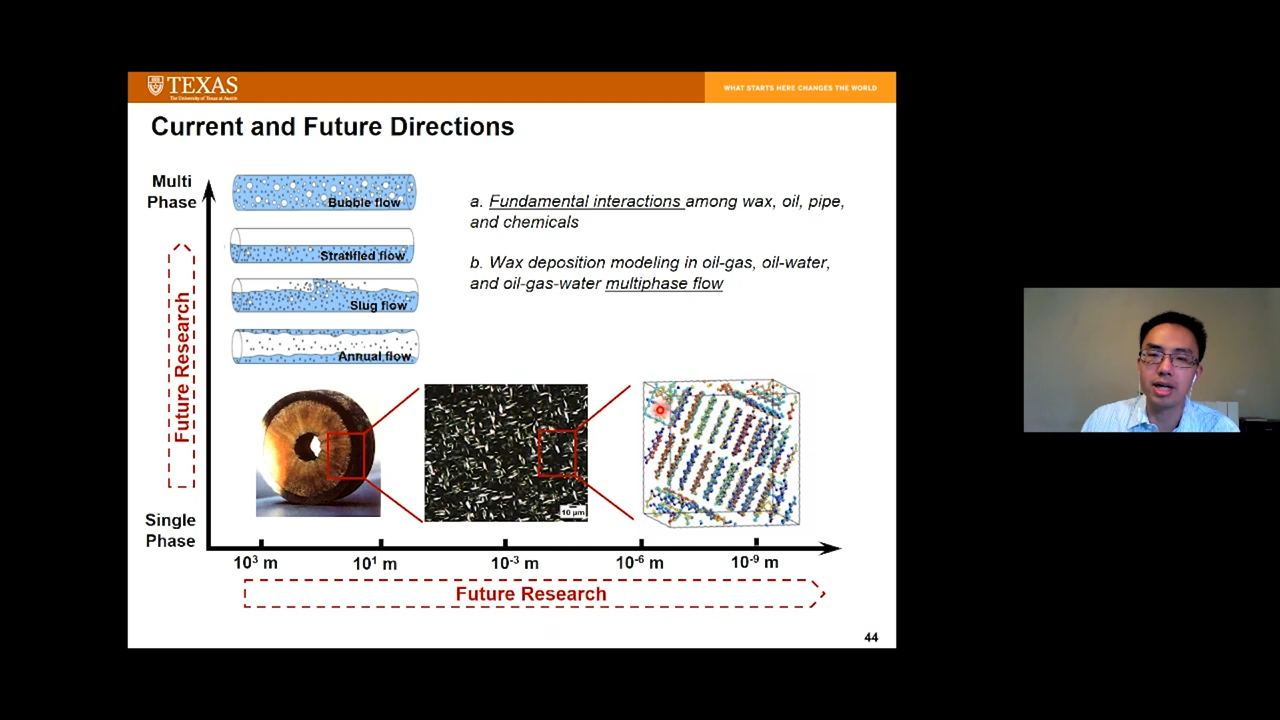 TEXAS
The University of Texas at Austin
WHAT STARTS HERE CHANGES THE WORLD
Current and Future Directions
Multi
Phase
Bubble flow
Stratified flow
Slug flow
Annual flow
a. Fundamental interactions among wax, oil, pipe,
and chemicals
b. Wax deposition modeling in oil-gas, oil-water,
and oil-gas-water multiphase flow
Future Research
10 µm
Single
Phase
10³ m
10¹ m
10⁻³ m
10⁻⁶ m
10⁻⁹ m
Future Research
44